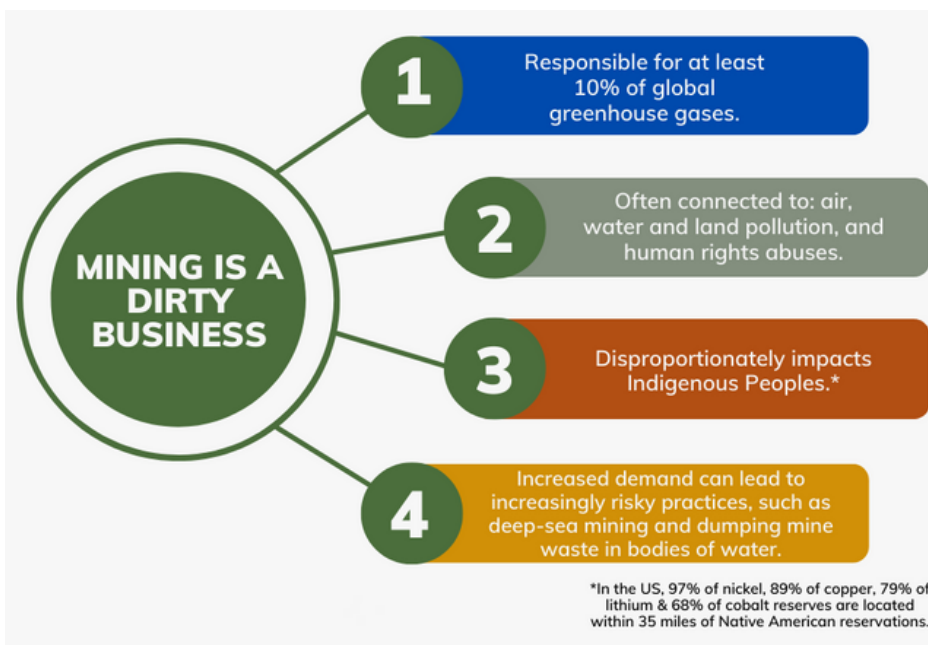 MINING IS A
DIRTY
BUSINESS
1
Responsible for at least
10% of global
greenhouse gases.
2
Often connected to: air,
water and land pollution, and
human rights abuses.
3
Disproportionately impacts
Indigenous Peoples.*
4
Increased demand can lead to
increasingly risky practices, such as
deep-sea mining and dumping mine
waste in bodies of water.
*In the US, 97% of nickel, 89% of copper, 79% of
lithium & 68% of cobalt reserves are located
within 35 miles of Native American reservations.